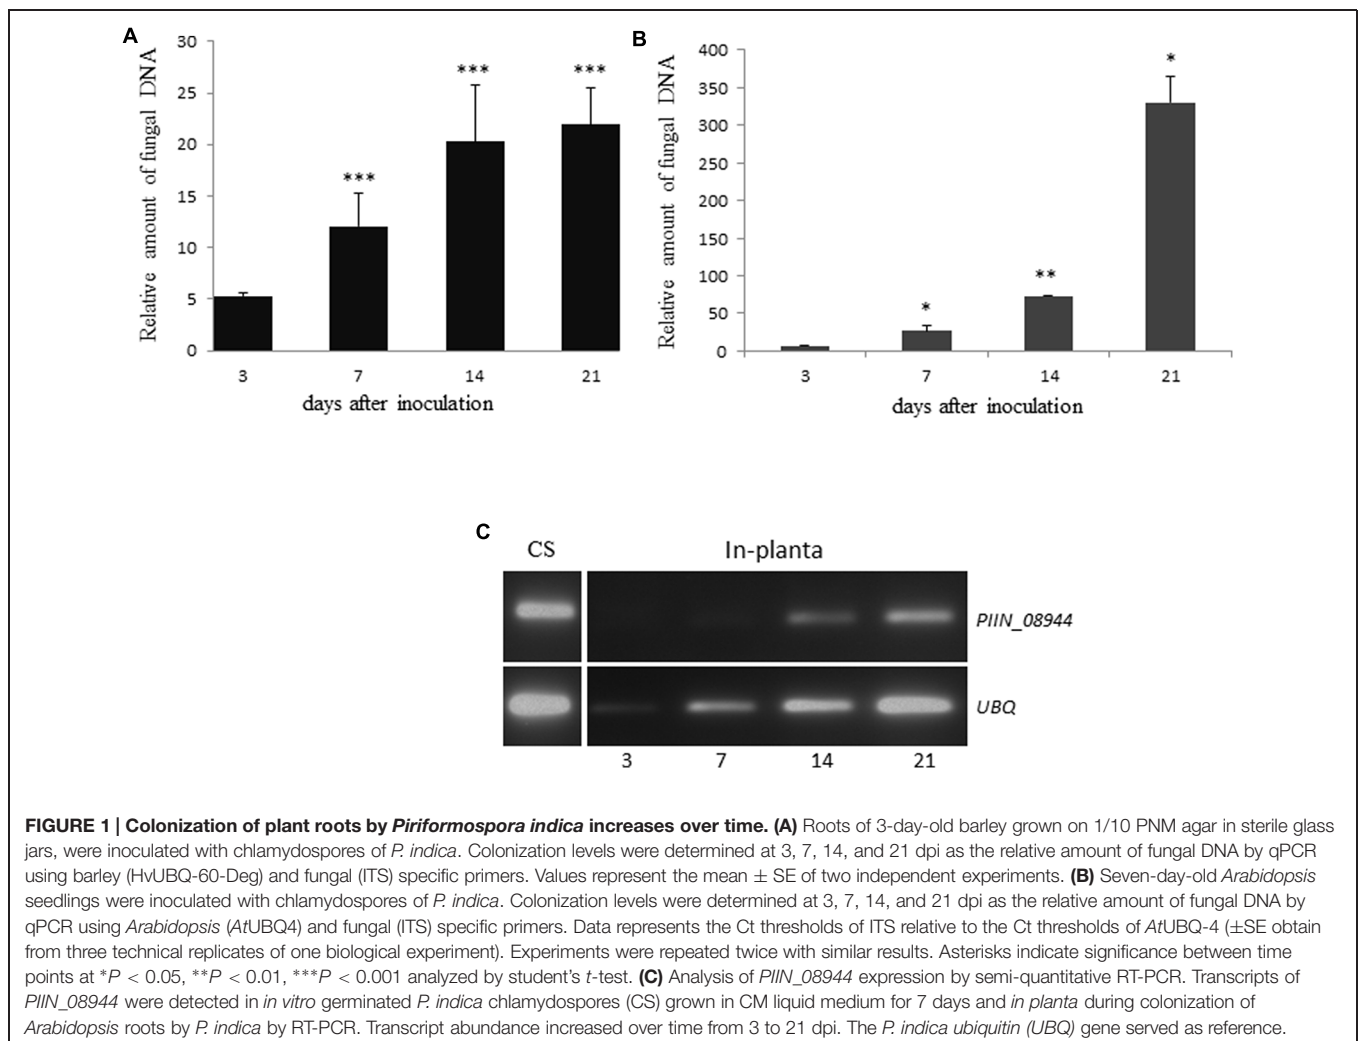 A
B
Relative amount of fungal DNA
30
25
20
15
10
5
0
***
***
***
3 7 14 21
days after inoculation
Relative amount of fungal DNA
400
350
300
250
200
150
100
50
0
*
**
*
3 7 14 21
days after inoculation
C
CS In-planta
PIIN_08944
UBQ
3 7 14 21
FIGURE 1 | Colonization of plant roots by Piriformospora indica increases over time. (A) Roots of 3-day-old barley grown on 1/10 PNM agar in sterile glass
jars, were inoculated with chlamydospores of P. indica. Colonization levels were determined at 3, 7, 14, and 21 dpi as the relative amount of fungal DNA by qPCR
using barley (HvUBQ-60-Deg) and fungal (ITS) specific primers. Values represent the mean ± SE of two independent experiments. (B) Seven-day-old Arabidopsis
seedlings were inoculated with chlamydospores of P. indica. Colonization levels were determined at 3, 7, 14, and 21 dpi as the relative amount of fungal DNA by
qPCR using Arabidopsis (AtUBQ4) and fungal (ITS) specific primers. Data represents the Ct thresholds of ITS relative to the Ct thresholds of AtUBQ-4 (±SE obtain
from three technical replicates of one biological experiment). Experiments were repeated twice with similar results. Asterisks indicate significance between time
points at *P < 0.05, **P < 0.01, ***P < 0.001 analyzed by student's t-test. (C) Analysis of PIIN_08944 expression by semi-quantitative RT-PCR. Transcripts of
PIIN_08944 were detected in in vitro germinated P. indica chlamydospores (CS) grown in CM liquid medium for 7 days and in planta during colonization of
Arabidopsis roots by P. indica by RT-PCR. Transcript abundance increased over time from 3 to 21 dpi. The P. indica ubiquitin (UBQ) gene served as reference.